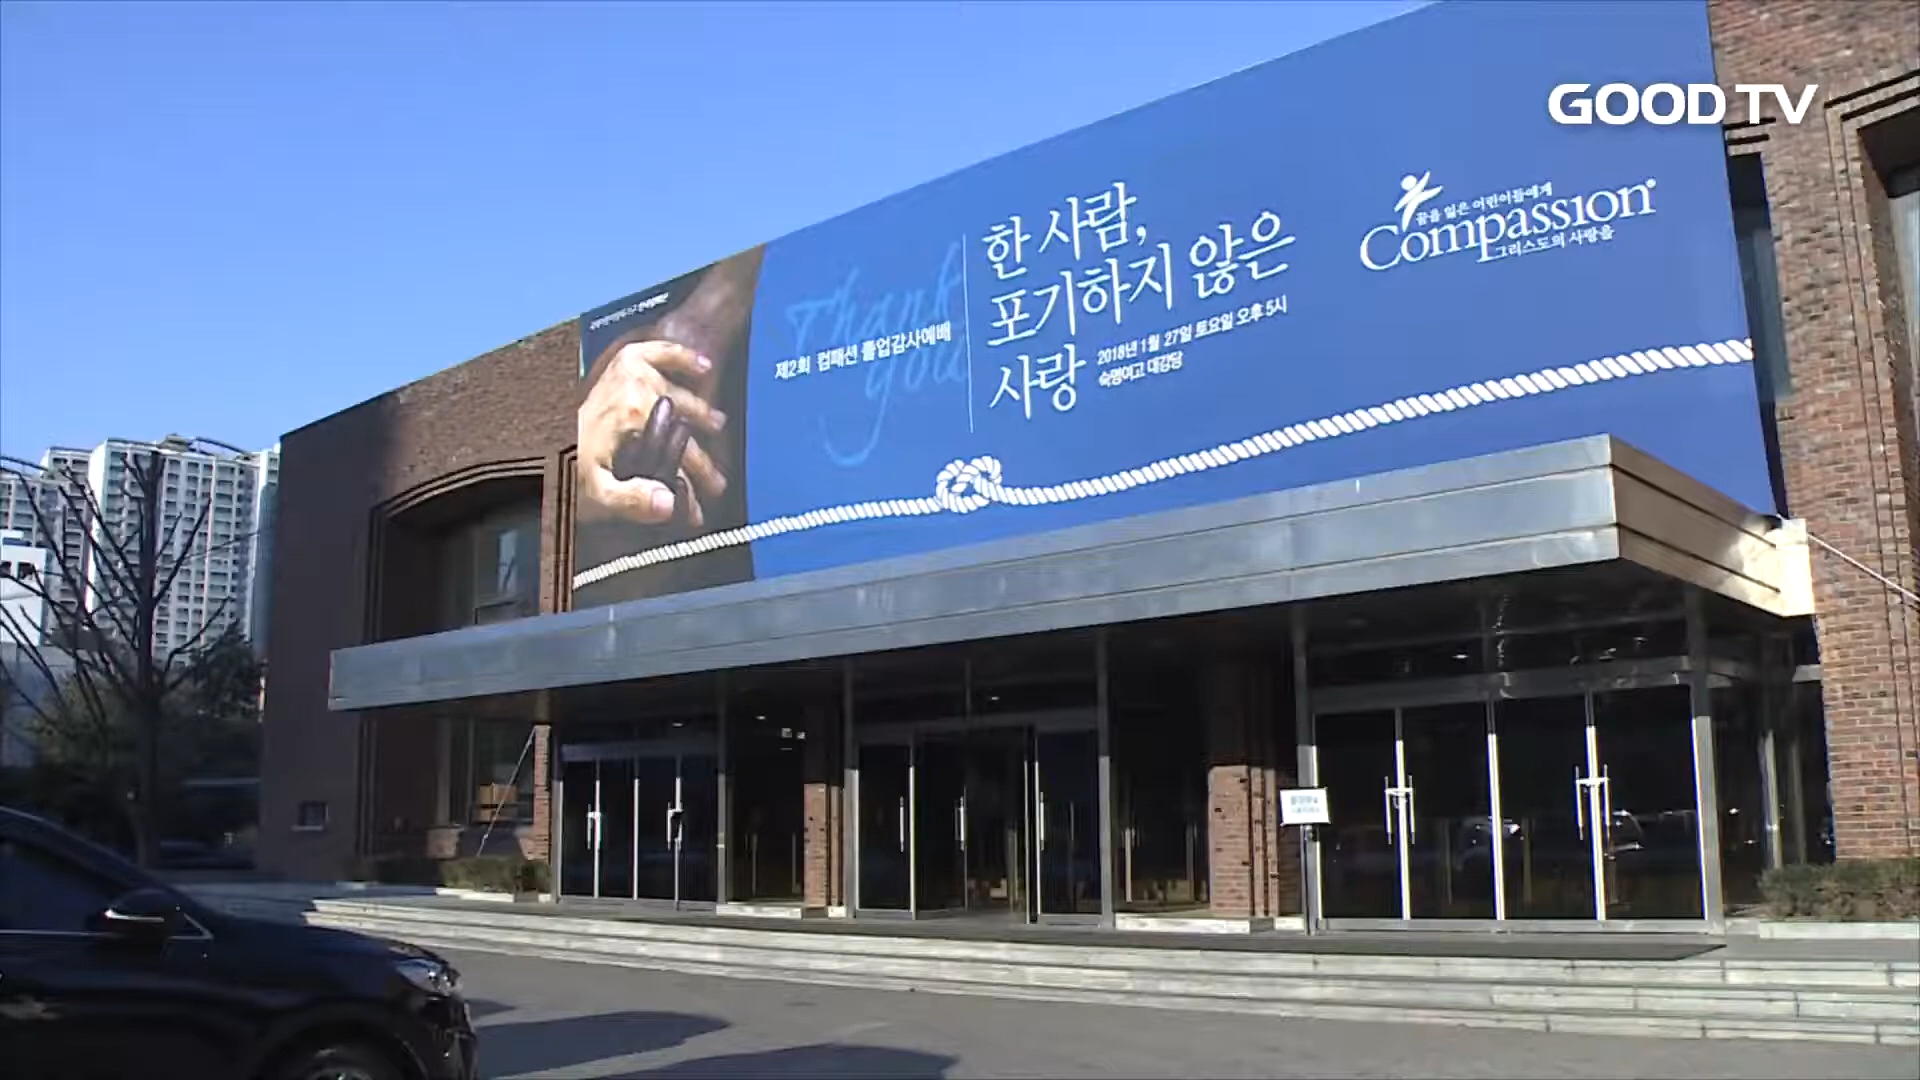 GOOD TV
꿈을 잃은 어린이들에게
Compassion
그리스도의 사랑을
한 사람,
포기하지 않은
사랑
2018년 1월 27일 토요일 오후 5시
숙명여고 대강당
Thank
you
제2회 컴패션 졸업감사예배